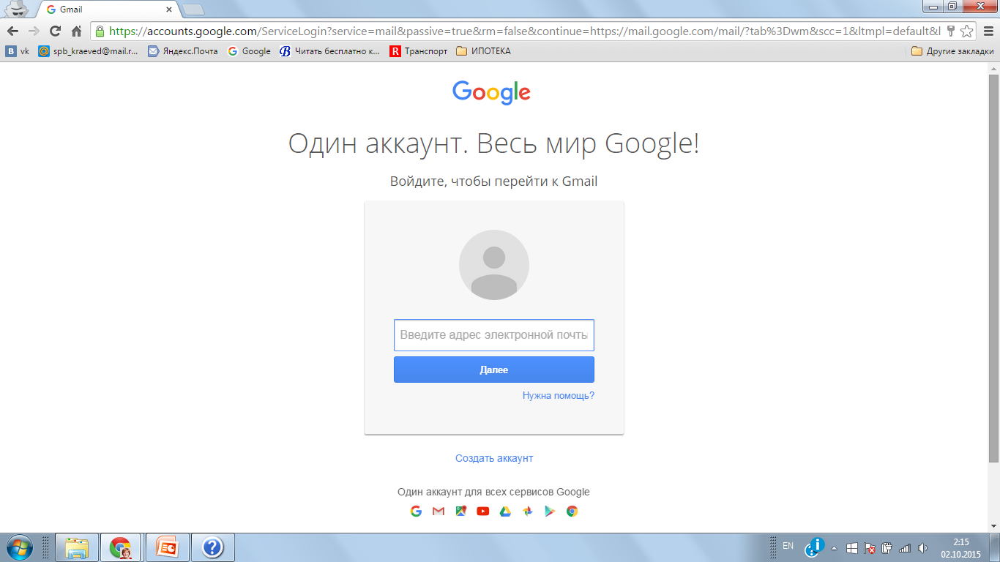 Gmail
https://accounts.google.com/ServiceLogin?service=mail&passive=true&rm=false&continue=https://mail.google.com/mail/?tab%3Dwm&scc=1&ltmpl=default&l
vk spb_kraeved@mail.r... Яндекс.Почта Google Читать бесплатно к... Транспорт ИПОТЕКА Другие закладки
Google
Один аккаунт. Весь мир Google!
Войдите, чтобы перейти к Gmail
Введите адрес электронной почты
Далее
Нужна помощь?
Создать аккаунт
Один аккаунт для всех сервисов Google
EN 2:15
02.10.2015